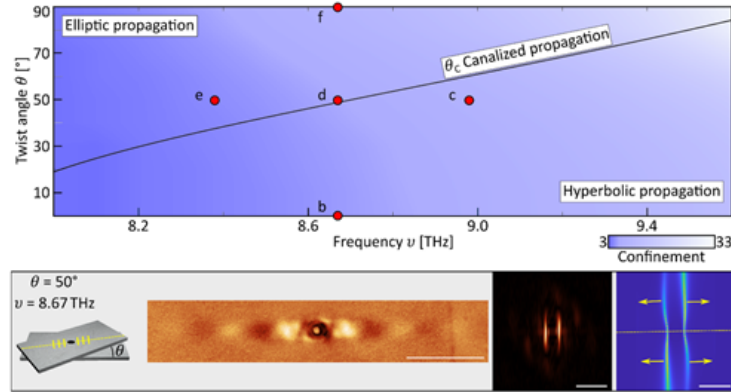 90
70
50
30
10
Twist angle θ [°]
Elliptic propagation
f
θC Canalized propagation
e
d
c
b
Hyperbolic propagation
8.2
8.6
9.0
9.4
Frequency υ [THz]
3
33
Confinement
θ = 50°
υ = 8.67 THz
θ